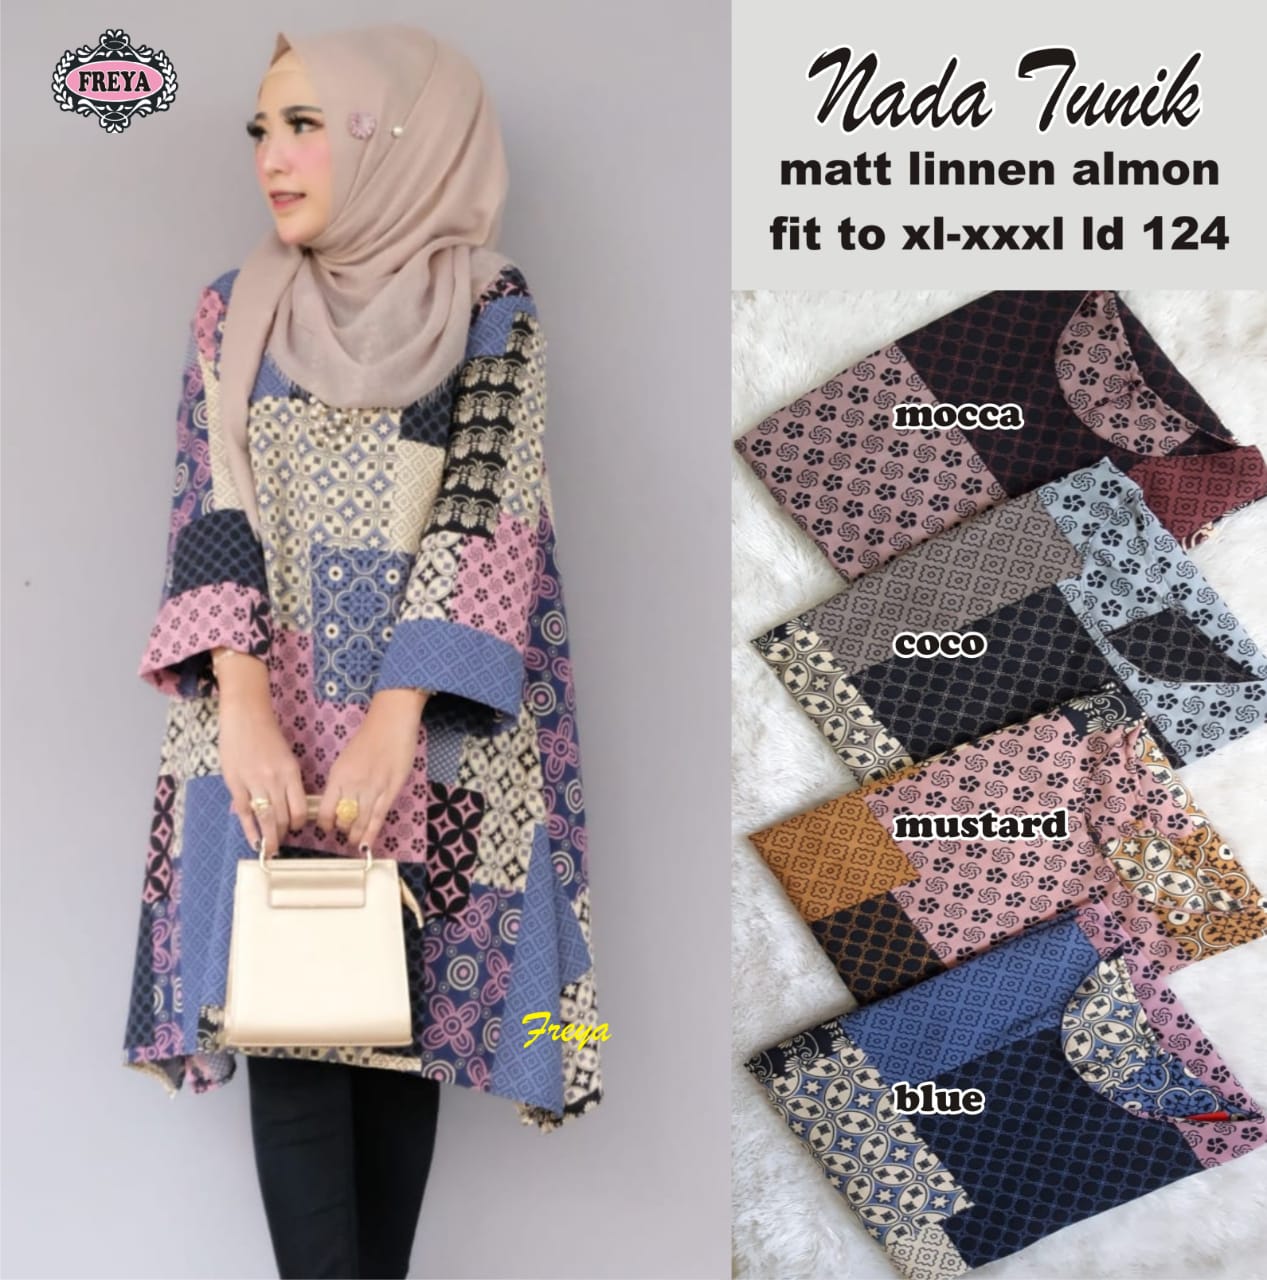 FREYA
Nada Tunik
matt linnen almon
fit to xl-xxxl ld 124
mocca
coco
mustard
blue
Freya